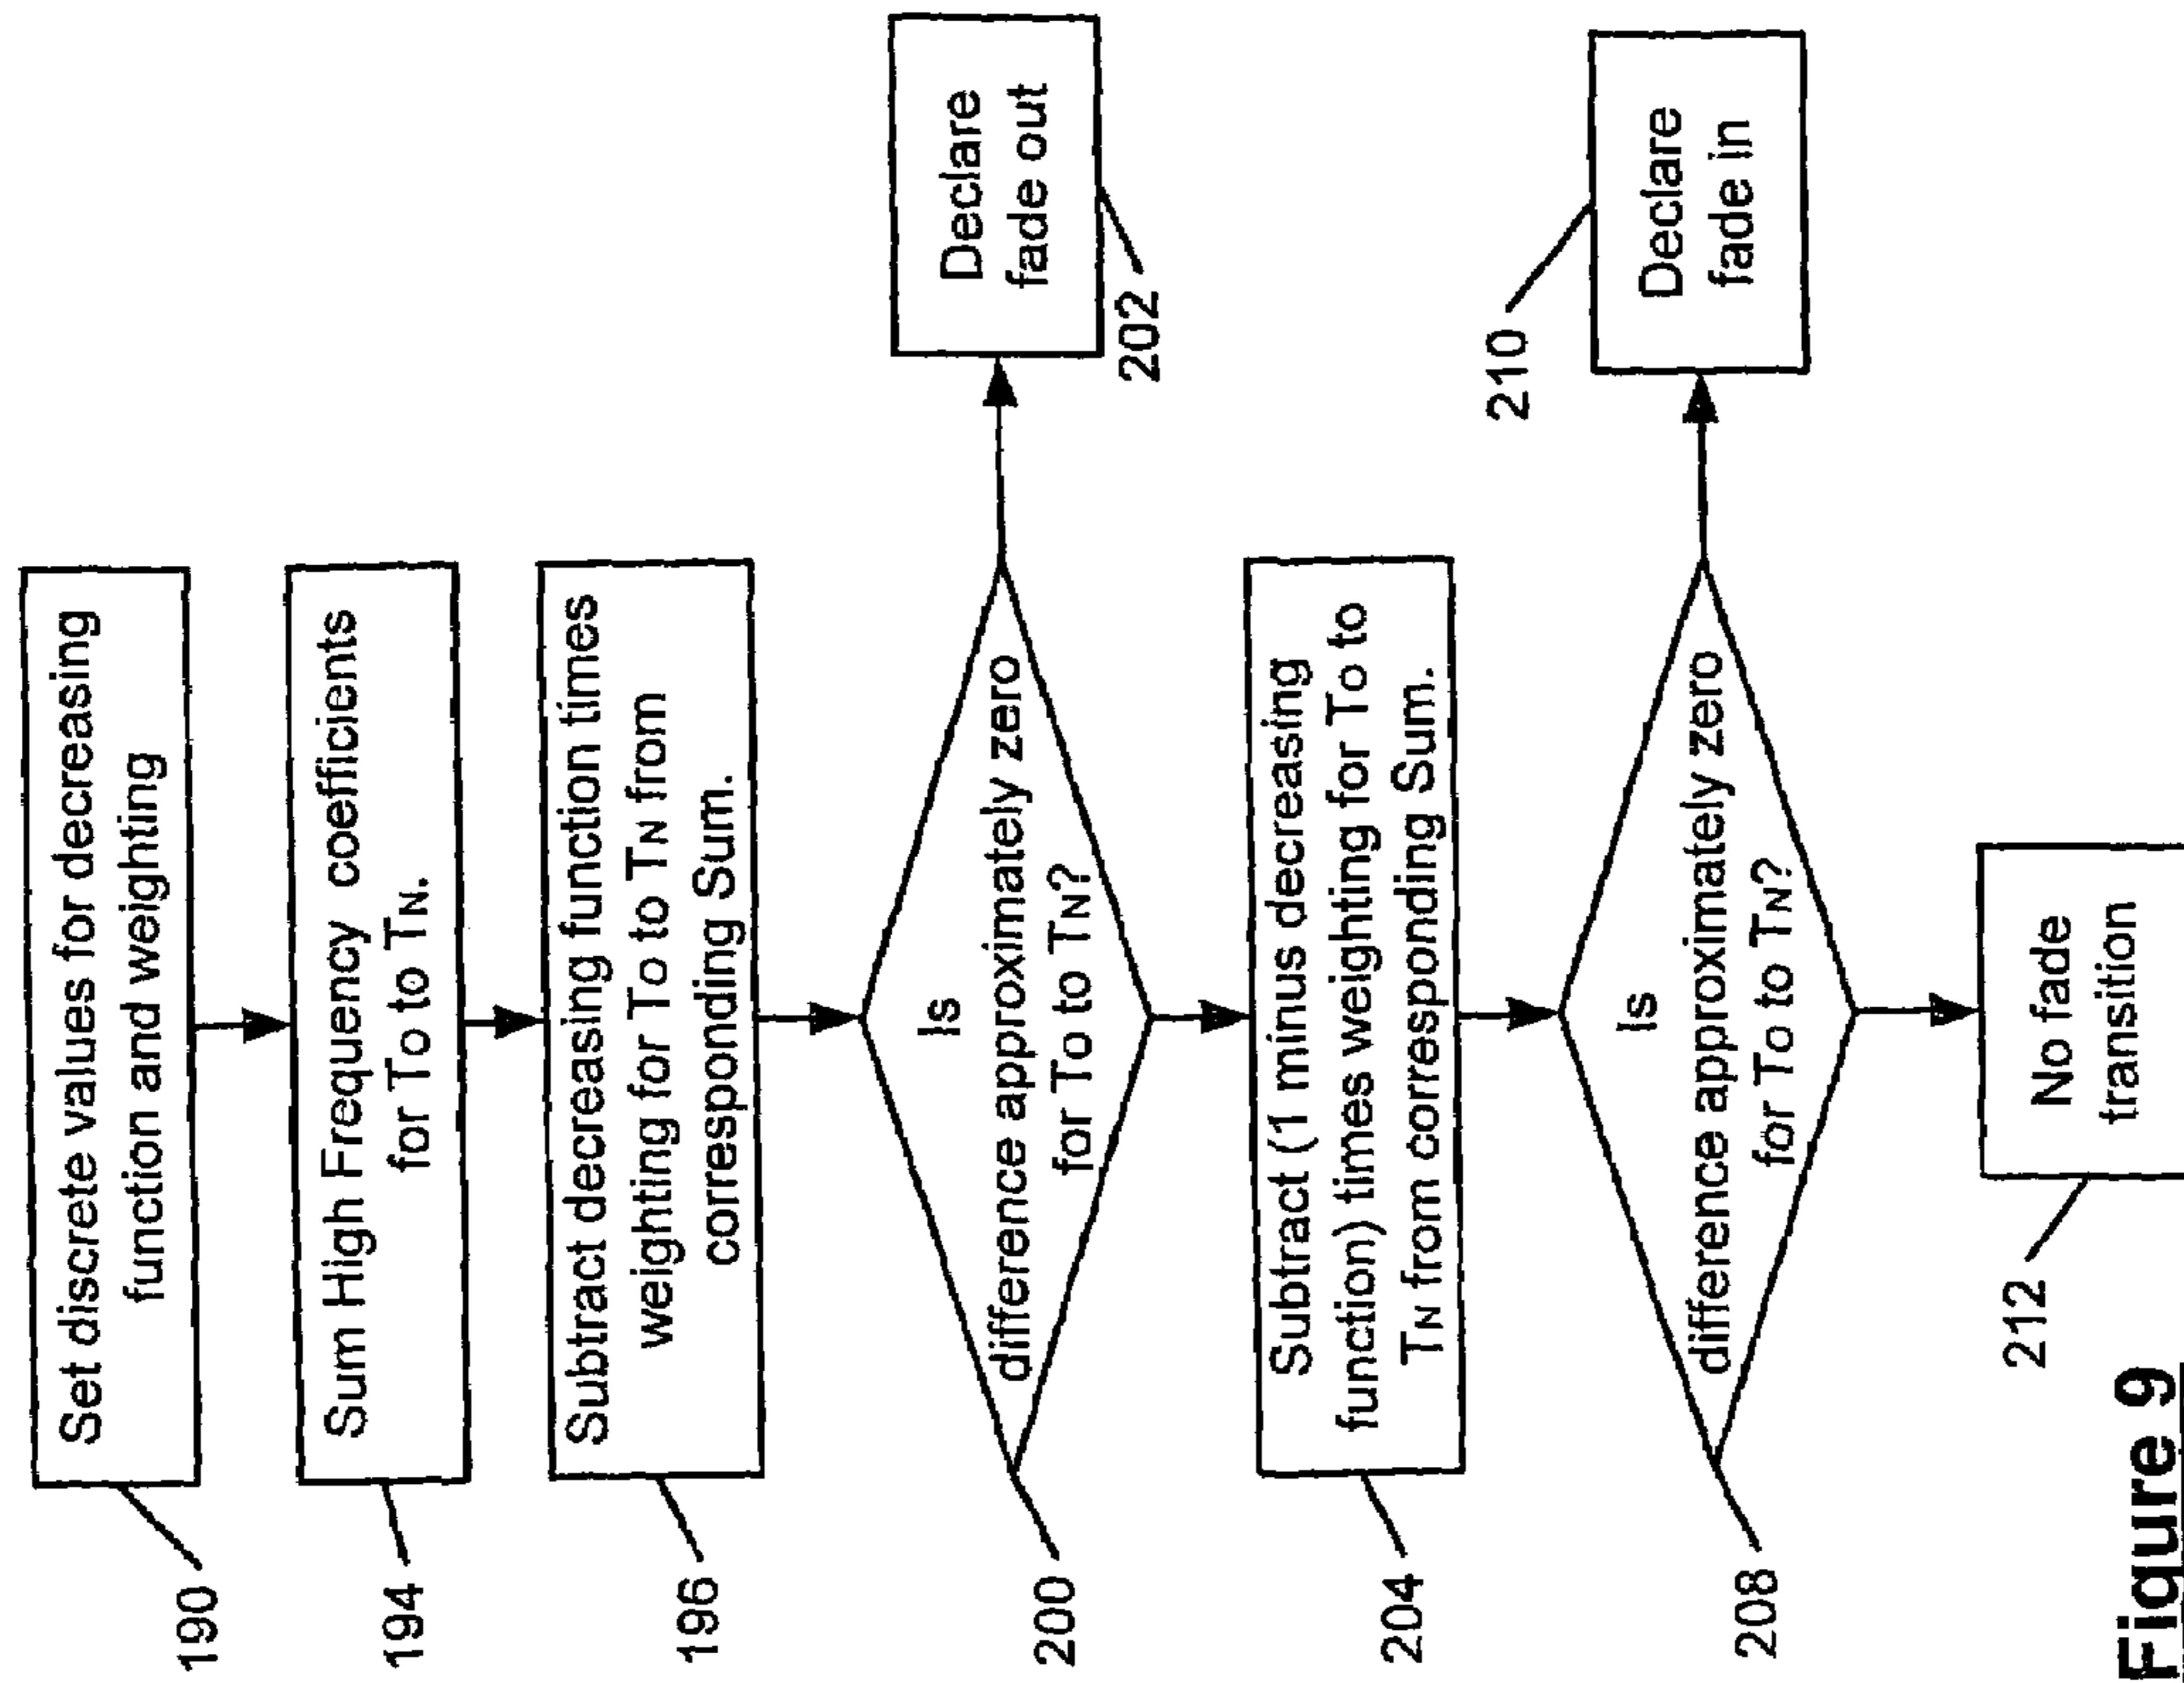 190
Set discrete values for decreasing
function and weighting
194
Sum High Frequency coefficients
for To to TN.
196
Subtract decreasing function times
weighting for To to TN from
corresponding Sum.
200
Is
difference approximately zero
for To to TN?
Declare
fade out
202
204
Subtract (1 minus decreasing
function) times weighting for To to
TN from corresponding Sum.
208
Is
difference approximately zero
for To to TN?
210
Declare
fade in
212
No fade
transition
Figure 9